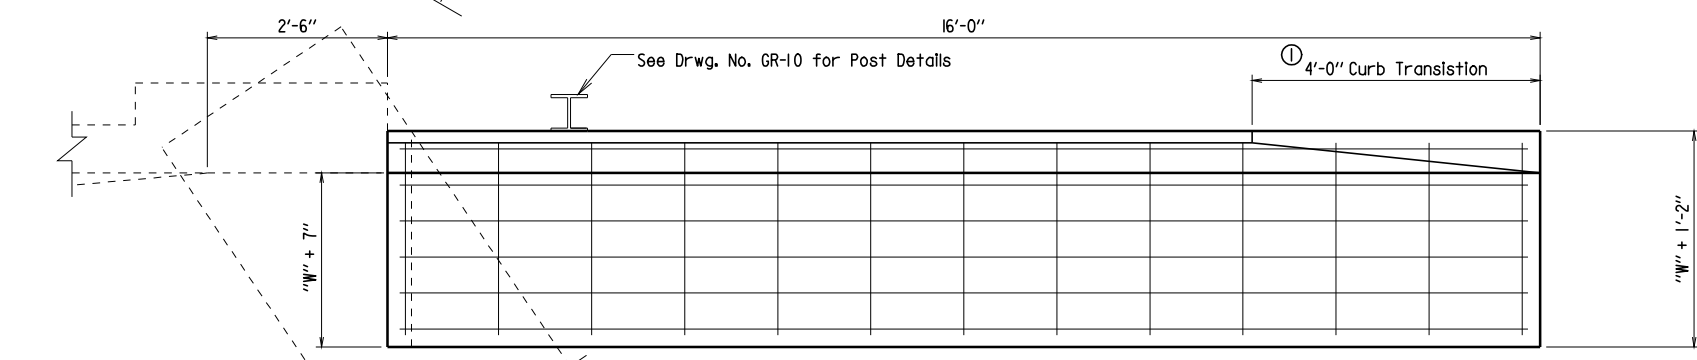 2'-6"
16'-0"
See Drwg. No. GR-10 for Post Details
1
4'-0" Curb Transistion
"W" + 7"
"W" + 1'-2"